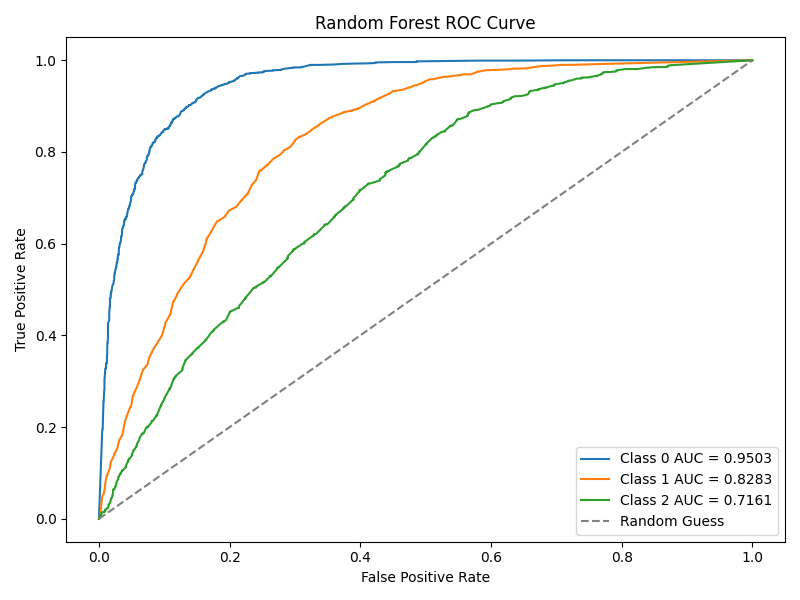 Random Forest ROC Curve
True Positive Rate
1.0
0.8
0.6
0.4
0.2
0.0
Class 0 AUC = 0.9503
Class 1 AUC = 0.8283
Class 2 AUC = 0.7161
Random Guess
0.0 0.2 0.4 0.6 0.8 1.0
False Positive Rate